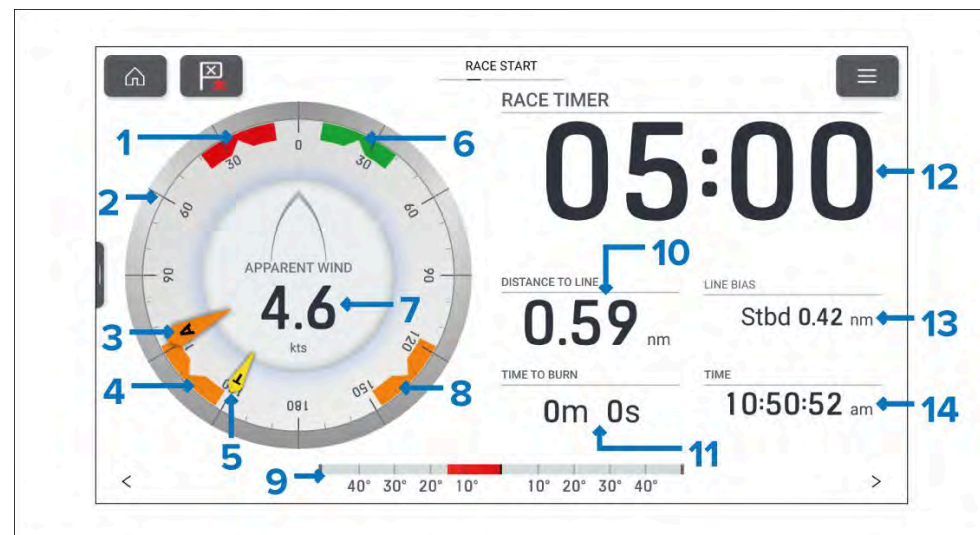 RACE START
RACE TIMER
05:00
12
1
6
0
30
30
2
60
60
90
90
APPARENT WIND
4.6
kts
7
3
A
120
4
T
5
150
180
8
DISTANCE TO LINE
10
0.59 nm
LINE BIAS
Stbd 0.42 nm
13
TIME TO BURN
0m 0s
11
TIME
10:50:52 am
14
9
40° 30° 20° 10° 10° 20° 30° 40°
< >